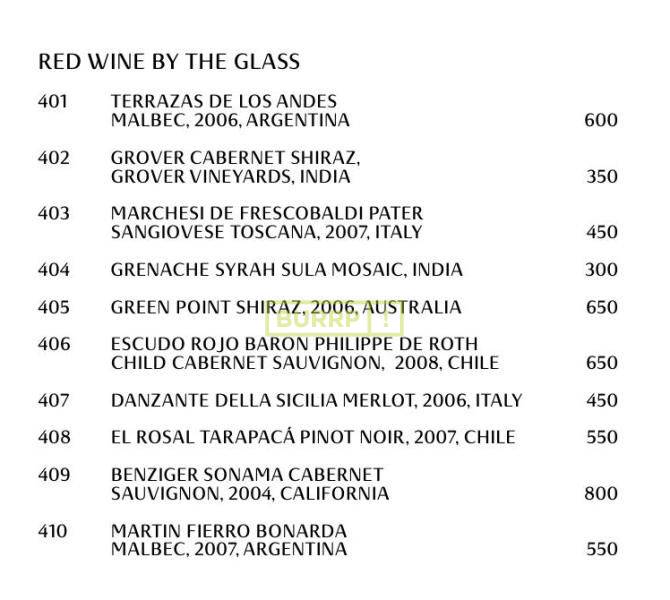 RED WINE BY THE GLASS
401 TERRAZAS DE LOS ANDES
MALBEC, 2006, ARGENTINA 600
402 GROVER CABERNET SHIRAZ,
GROVER VINEYARDS, INDIA 350
403 MARCHESI DE FRESCOBALDI PATER
SANGIOVESE TOSCANA, 2007, ITALY 450
404 GRENACHE SYRAH SULA MOSAIC, INDIA 300
405 GREEN POINT SHIRAZ, 2006, AUSTRALIA 650
BURRP!
406 ESCUDO ROJO BARON PHILIPPE DE ROTH
CHILD CABERNET SAUVIGNON, 2008, CHILE 650
407 DANZANTE DELLA SICILIA MERLOT, 2006, ITALY 450
408 EL ROSAL TARAPACÁ PINOT NOIR, 2007, CHILE 550
409 BENZIGER SONAMA CABERNET
SAUVIGNON, 2004, CALIFORNIA 800
410 MARTIN FIERRO BONARDA
MALBEC, 2007, ARGENTINA 550